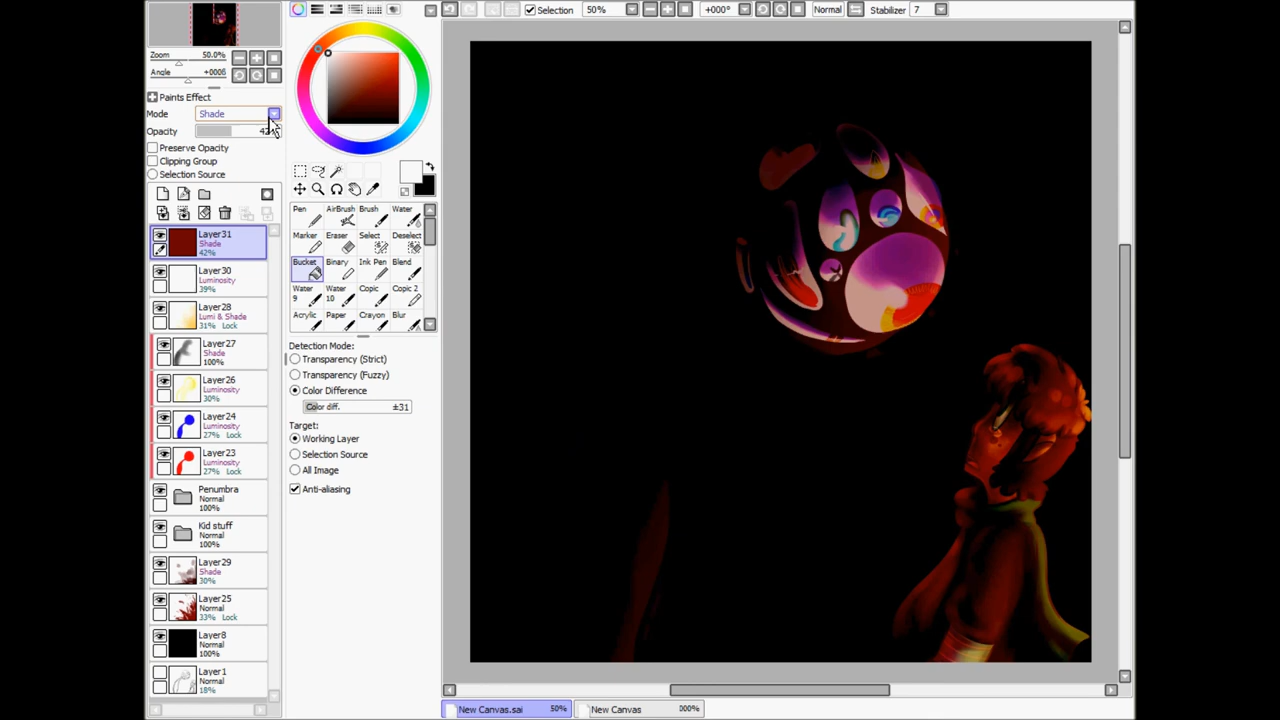 Selection 50% +000° Normal Stabilizer 7
Zoom 50.0%
Angle
Paints Effect
Mode Shade
Opacity
Preserve Opacity
Clipping Group
Selection Source
Layer31
Shade
42%
Layer30
Luminosity
39%
Layer28
Lumi & Shade
31% Lock
Layer27
Shade
100%
Layer26
Luminosity
30%
Layer24
Luminosity
27% Lock
Layer23
Luminosity
27% Lock
Penumbra
Normal
100%
Kid stuff
Normal
100%
Layer29
Shade
30%
Layer25
Normal
33% Lock
Layer8
Normal
100%
Layer1
Normal
18%
Pen AirBrush Brush Water
Marker Eraser Select Deselect
Bucket Binary Ink Pen Blend
Water 9 Water 10 Copic Copic 2
Acrylic Paper Crayon Blur
Detection Mode:
Transparency (Strict)
Transparency (Fuzzy)
Color Difference
Color diff. ±31
Target:
Working Layer
Selection Source
All Image
Anti-aliasing
New Canvas.sai 50% New Canvas 000%